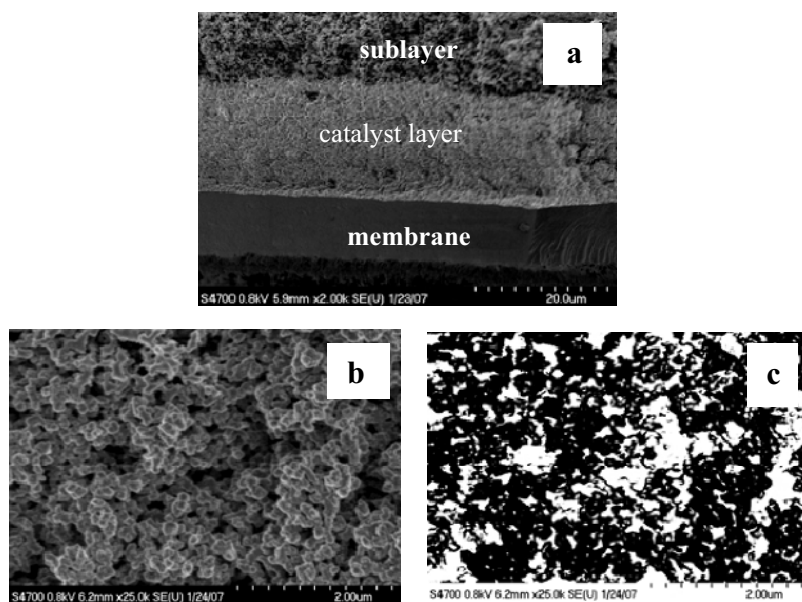 sublayer
a
catalyst layer
membrane
S4700 0.8kV 5.9mm x2.00k SE(U) 1/23/07 20.0um
b
c
S4700 0.8kV 6.2mm x25.0k SE(U) 1/24/07 2.00um
S4700 0.8kV 6.2mm x25.0k SE(U) 1/24/07 2.00um